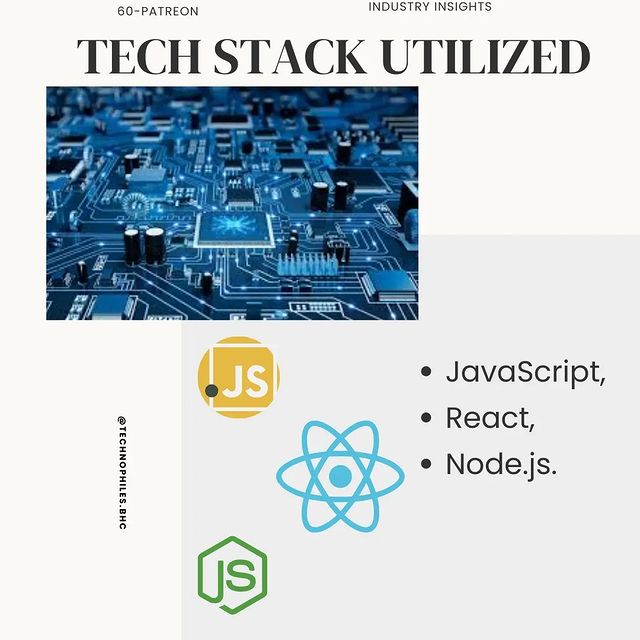 60-PATREON
INDUSTRY INSIGHTS
TECH STACK UTILIZED
JS
JavaScript,
React,
Node.js.
@TECHNOPHILES.BHC
JS